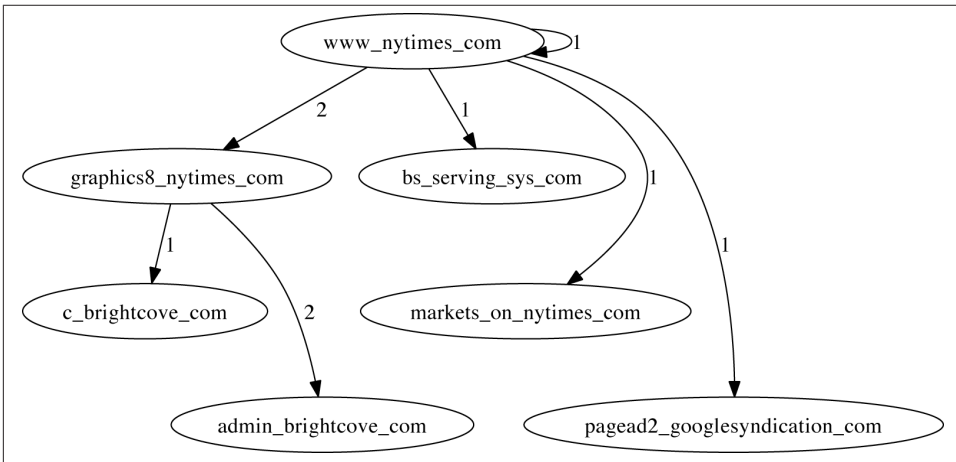 www_nytimes_com
1
2
1
graphics8_nytimes_com
bs_serving_sys_com
1
1
1
c_brightcove_com
2
markets_on_nytimes_com
admin_brightcove_com
pagead2_googlesyndication_com